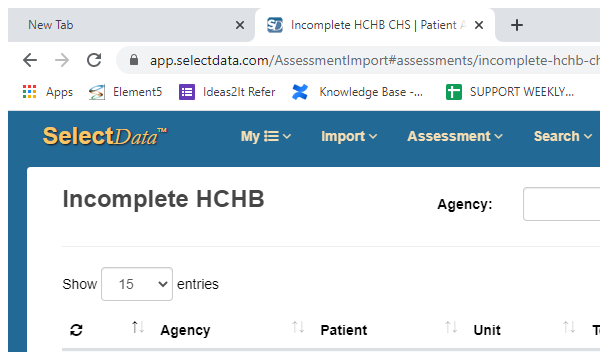 New Tab
Incomplete HCHB CHS | Patient A
app.selectdata.com/AssessmentImport#assessments/incomplete-hchb-ch
Apps Element5 Ideas2It Refer Knowledge Base -... SUPPORT WEEKLY...
SelectData™ My Import Assessment Search
Incomplete HCHB Agency:
Show 15 entries
Agency Patient Unit